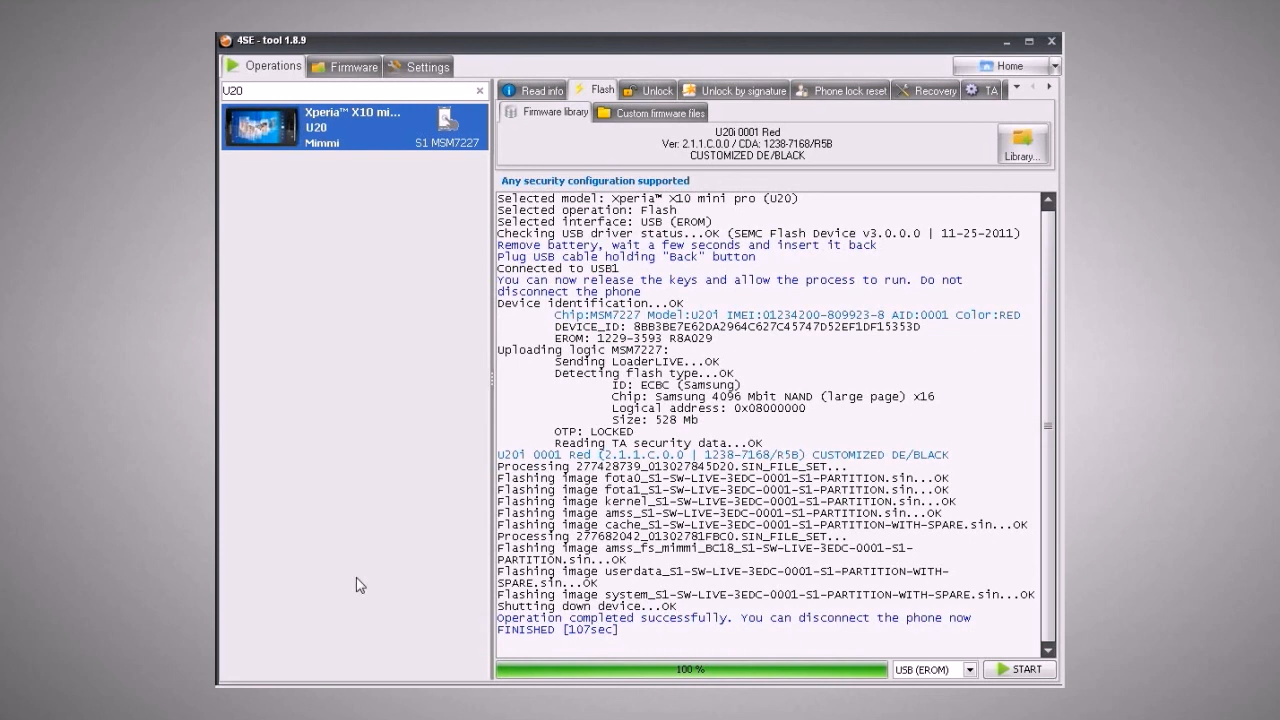 4SE - tool 1.8.9
Operations
Firmware
Settings
Home
U20
Xperia™ X10 mi...
U20
Mimmi
S1 MSM7227
Read info
Flash
Unlock
Unlock by signature
Phone lock reset
Recovery
TA
Firmware library
Custom firmware files
U20i 0001 Red
Ver: 2.1.1.C.0.0 / CDA: 1238-7168/R5B
CUSTOMIZED DE/BLACK
Library...
Any security configuration supported
Selected model: Xperia™ X10 mini pro (U20)
Selected operation: Flash
Selected interface: USB (EROM)
Checking USB driver status...OK (SEMC Flash Device v3.0.0.0 | 11-25-2011)
Remove battery, wait a few seconds and insert it back
Plug USB cable holding "Back" button
Connected to USB1
You can now release the keys and allow the process to run. Do not
disconnect the phone
Device identification...OK
Chip:MSM7227 Model:U20i IMEI:01234200-809923-8 AID:0001 Color:RED
DEVICE_ID: 8BB3BE7E62DA2964C627C45747D52EF1DF15353D
EROM: 1229-3593 R8A029
Uploading logic MSM7227:
Sending LoaderLIVE...OK
Detecting flash type...OK
ID: ECBC (Samsung)
Chip: Samsung 4096 Mbit NAND (large page) x16
Logical address: 0x08000000
Size: 528 Mb
OTP: LOCKED
Reading TA security data...OK
U20i 0001 Red (2.1.1.C.0.0 | 1238-7168/R5B) CUSTOMIZED DE/BLACK
Processing 277428739_013027845D20.SIN_FILE_SET...
Flashing image fota0_S1-SW-LIVE-3EDC-0001-S1-PARTITION.sin...OK
Flashing image fota1_S1-SW-LIVE-3EDC-0001-S1-PARTITION.sin...OK
Flashing image kernel_S1-SW-LIVE-3EDC-0001-S1-PARTITION.sin...OK
Flashing image amss_S1-SW-LIVE-3EDC-0001-S1-PARTITION.sin...OK
Flashing image cache_S1-SW-LIVE-3EDC-0001-S1-PARTITION-WITH-SPARE.sin...OK
Processing 277682042_01302781FBC0.SIN_FILE_SET...
Flashing image amss_fs_mimmi_BC18_S1-SW-LIVE-3EDC-0001-S1-
PARTITION.sin...OK
Flashing image userdata_S1-SW-LIVE-3EDC-0001-S1-PARTITION-WITH-
SPARE.sin...OK
Flashing image system_S1-SW-LIVE-3EDC-0001-S1-PARTITION-WITH-SPARE.sin...OK
Shutting down device...OK
Operation completed successfully. You can disconnect the phone now
FINISHED [107sec]
100 %
USB (EROM)
START